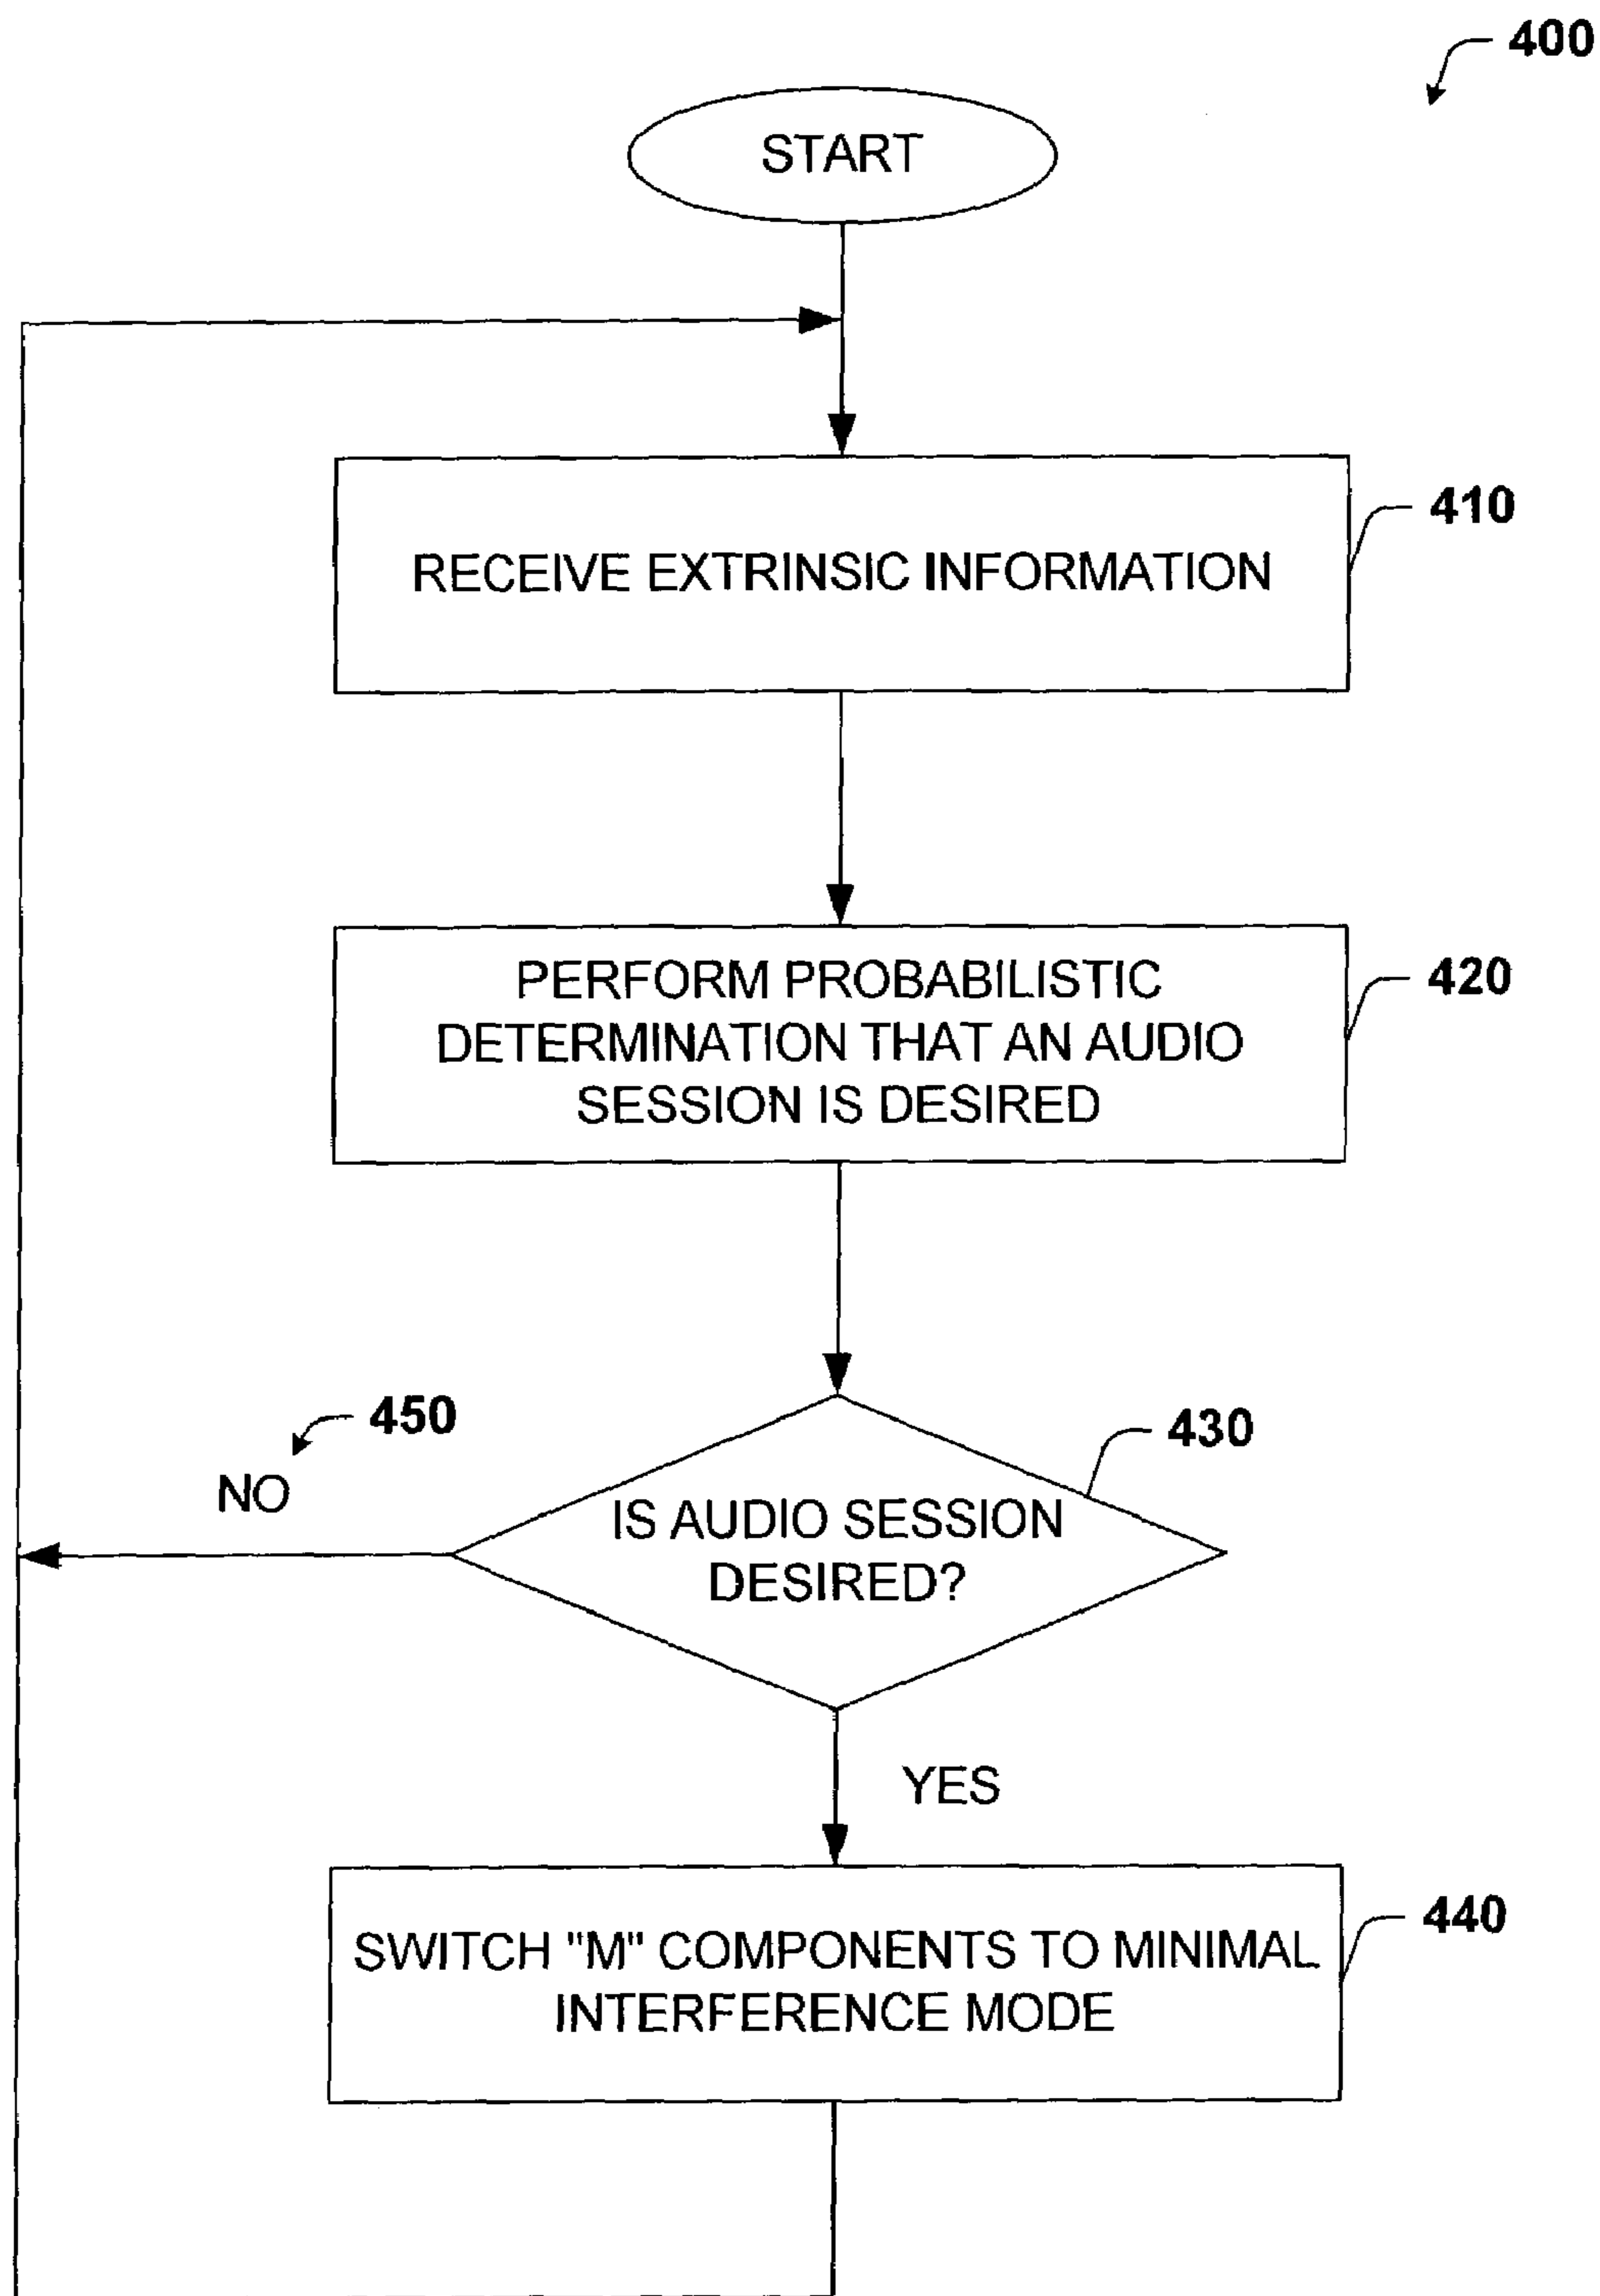 400
START
RECEIVE EXTRINSIC INFORMATION
410
PERFORM PROBABILISTIC
DETERMINATION THAT AN AUDIO
SESSION IS DESIRED
420
450
NO
430
IS AUDIO SESSION
DESIRED?
YES
SWITCH "M" COMPONENTS TO MINIMAL
INTERFERENCE MODE
440